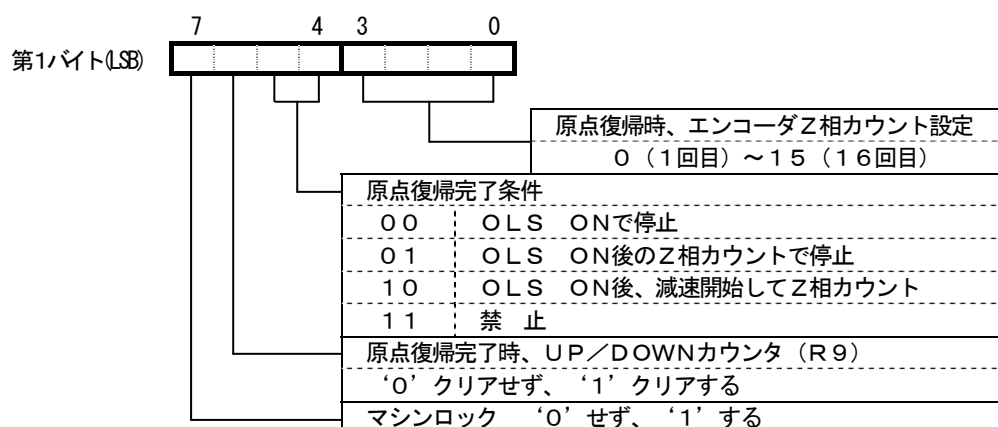 7 4 3 0
第1バイト(LSB)
原点復帰時、エンコーダZ相カウント設定
0(1回目)~15(16回目)
原点復帰完了条件
00 OLS ONで停止
01 OLS ON後のZ相カウントで停止
10 OLS ON後、減速開始してZ相カウント
11 禁 止
原点復帰完了時、UP/DOWNカウンタ(R9)
‘0’クリアせず、‘1’クリアする
マシンロック ‘0’せず、‘1’する